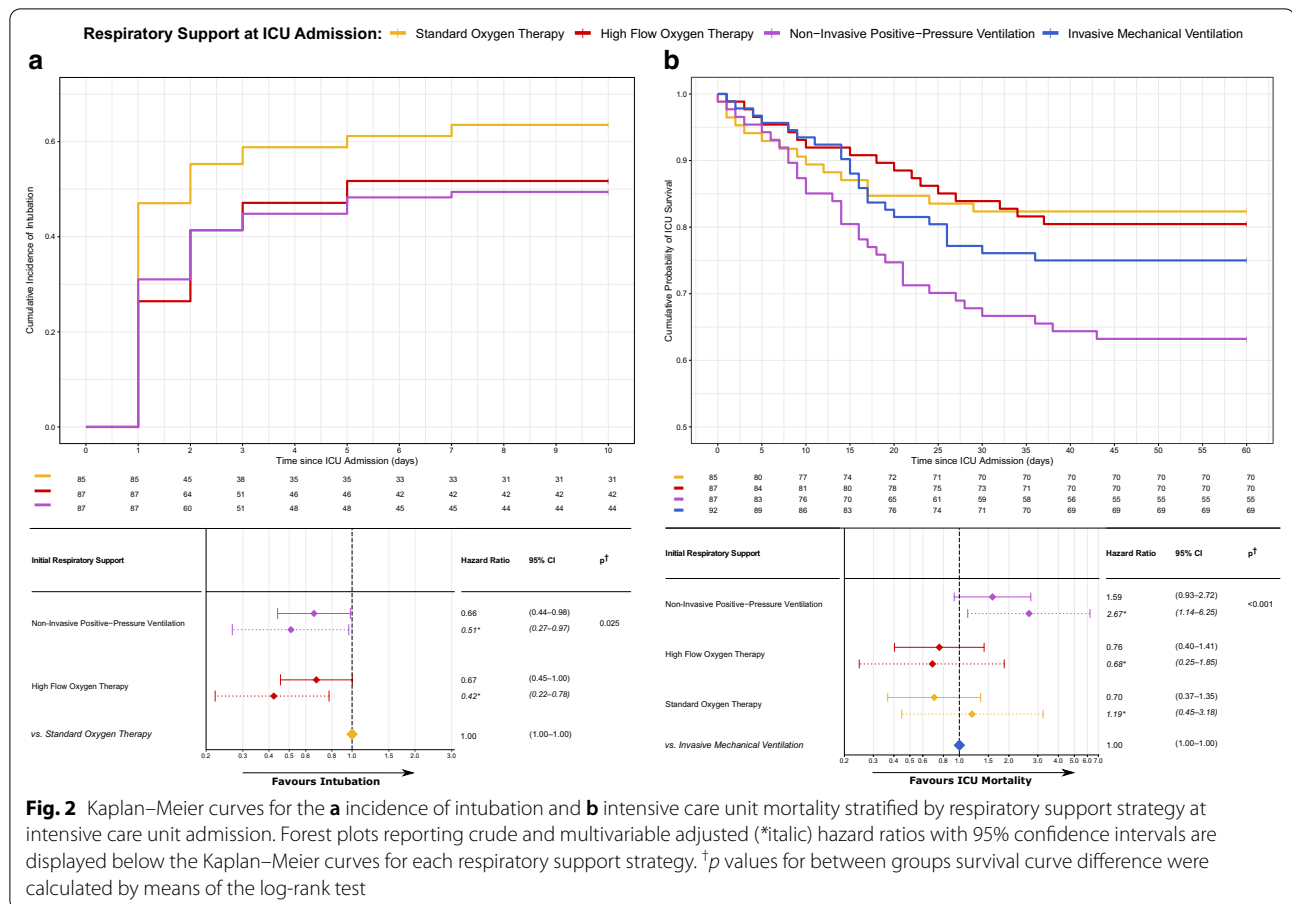 Respiratory Support at ICU Admission: Standard Oxygen Therapy High Flow Oxygen Therapy Non−Invasive Positive−Pressure Ventilation Invasive Mechanical Ventilation
a
Cumulative Incidence of Intubation
0.6
0.4
0.2
0.0
0 1 2 3 4 5 6 7 8 9 10
Time since ICU Admission (days)
85 85 45 38 35 35 33 33 31 31 31
87 87 64 51 46 46 42 42 42 42 42
87 87 60 51 48 48 45 45 44 44 44
Initial Respiratory Support Hazard Ratio 95% CI p†
Non−Invasive Positive−Pressure Ventilation 0.66 (0.44–0.98) 0.025
0.51* (0.27–0.97)
High Flow Oxygen Therapy 0.67 (0.45–1.00)
0.42* (0.22–0.78)
vs. Standard Oxygen Therapy 1.00 (1.00–1.00)
0.2 0.3 0.4 0.5 0.6 0.8 1.0 1.5 2.0 3.0
Favours Intubation
b
Cumulative Probability of ICU Survival
1.0
0.9
0.8
0.7
0.6
0.5
0 5 10 15 20 25 30 35 40 45 50 55 60
Time since ICU Admission (days)
85 80 77 74 72 71 70 70 70 70 70 70 70
87 84 81 80 78 75 73 71 70 70 70 70 70
87 83 76 70 65 61 59 58 56 55 55 55 55
92 89 86 83 76 74 71 70 69 69 69 69 69
Initial Respiratory Support Hazard Ratio 95% CI p†
Non−Invasive Positive−Pressure Ventilation 1.59 (0.93–2.72) <0.001
2.67* (1.14–6.25)
High Flow Oxygen Therapy 0.76 (0.40–1.41)
0.68* (0.25–1.85)
Standard Oxygen Therapy 0.70 (0.37–1.35)
1.19* (0.45–3.18)
vs. Invasive Mechanical Ventilation 1.00 (1.00–1.00)
0.2 0.3 0.4 0.5 0.6 0.8 1.0 1.5 2.0 3.0 4.0 5.0 6.0 7.0
Favours ICU Mortality
Fig. 2 Kaplan–Meier curves for the a incidence of intubation and b intensive care unit mortality stratified by respiratory support strategy at
intensive care unit admission. Forest plots reporting crude and multivariable adjusted (*italic) hazard ratios with 95% confidence intervals are
displayed below the Kaplan–Meier curves for each respiratory support strategy. †p values for between groups survival curve difference were
calculated by means of the log-rank test